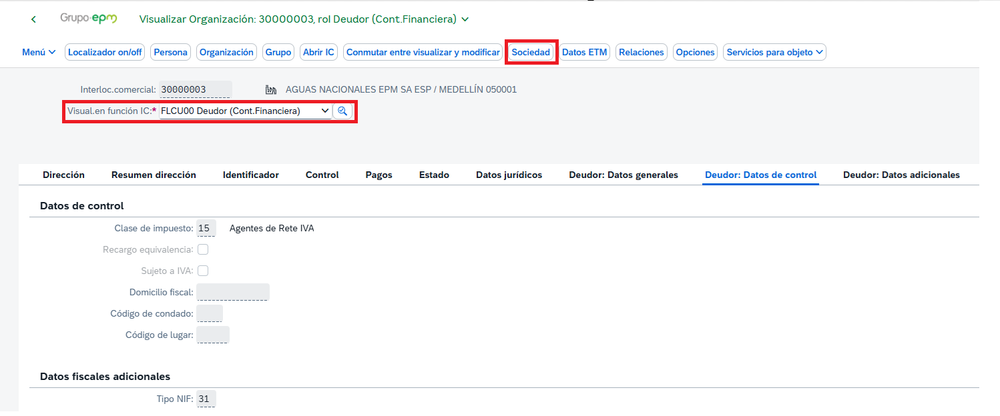 Grupo·epm Visualizar Organización: 30000003, rol Deudor (Cont.Financiera)
Menú Localizador on/off Persona Organización Grupo Abrir IC Conmutar entre visualizar y modificar Sociedad Datos ETM Relaciones Opciones Servicios para objeto
Interloc.comercial: 30000003 AGUAS NACIONALES EPM SA ESP / MEDELLÍN 050001
Visual.en función IC:* FLCU00 Deudor (Cont.Financiera)
Dirección Resumen dirección Identificador Control Pagos Estado Datos jurídicos Deudor: Datos generales Deudor: Datos de control Deudor: Datos adicionales
Datos de control
Clase de impuesto: 15 Agentes de Rete IVA
Recargo equivalencia:
Sujeto a IVA:
Domicilio fiscal:
Código de condado:
Código de lugar:
Datos fiscales adicionales
Tipo NIF: 31